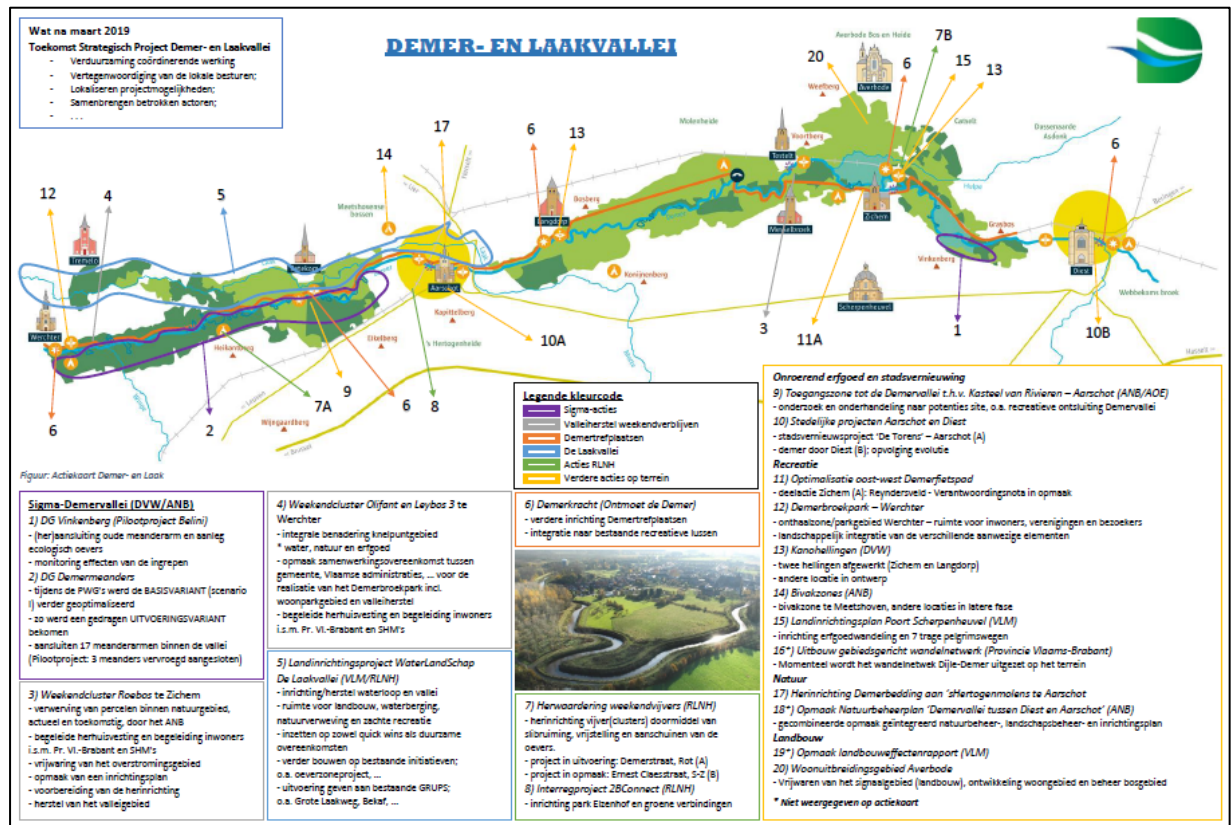 Wat na maart 2019
Toekomst Strategisch Project Demer- en Laakvallei
- Verduurzaming coördinerende werking
- Vertegenwoordiging van de lokale besturen;
- Lokaliseren projectmogelijkheden;
- Samenbrengen betrokken actoren;
- ...
DEMER- EN LAAKVALLEI
Averbode Bos en Heide
7B
20
6
15
13
Weefberg
Averbode
17
6
13
Molenheide
Voortberg
Testelt
Dassenaarde
Asdonk
6
14
12
4
5
Meetshovense
bossen
Langdorp
Bosberg
Hulpe
Zichem
Messelbroek
Grasbos
Beringen
Tremelo
Betekom
Laak
Demer
Aarschot
Konijnenberg
Vinkenberg
Diest
Webbekoms broek
Werchter
Kapittelberg
Scherpenheuvel
Heikantberg
Eikelberg
Hertogenheide
Leuven
Wijngaardberg
Brussel
Hasselt
6
2
7A
9
6
8
10A
3
11A
1
10B
Figuur: Actiekaart Demer- en Laak
Legende kleurcode
Sigma-acties
Valleiherstel weekendverblijven
Demertrefplaatsen
De Laakvallei
Acties RLNH
Verdere acties op terrein
Sigma-Demervallei (DVW/ANB)
1) DG Vinkenberg (Pilootproject Belini)
- (her)aansluiting oude meanderarm en aanleg
ecologisch oevers
- monitoring effecten van de ingrepen
2) DG Demermeanders
- tijdens de PWG's werd de BASISVARIANT (scenario
I) verder geoptimaliseerd
- zo werd een gedragen UITVOERINGSVARIANT
bekomen
- aansluiten 17 meanderarmen binnen de vallei
(Pilootproject: 3 meanders vervroegd aangesloten)
3) Weekendcluster Roebos te Zichem
- verwerving van percelen binnen natuurgebied,
actueel en toekomstig, door het ANB
- begeleide herhuisvesting en begeleiding inwoners
i.s.m. Pr. Vl.-Brabant en SHM's
- vrijwaring van het overstromingsgebied
- opmaak van een inrichtingsplan
- voorbereiding van de herinrichting
- herstel van het valleigebied
4) Weekendcluster Olifant en Leybos 3 te
Werchter
- integrale benadering knelpuntgebied
* water, natuur en erfgoed
- opmaak samenwerkingsovereenkomst tussen
gemeente, Vlaamse administraties, ... voor de
realisatie van het Demerbroekpark incl.
woonparkgebied en valleiherstel
- begeleide herhuisvesting en begeleiding inwoners
i.s.m. Pr. Vl.-Brabant en SHM's
5) Landinrichtingsproject WaterLandSchap
De Laakvallei (VLM/RLNH)
- inrichting/herstel waterloop en vallei
- ruimte voor landbouw, waterberging,
natuurverweving en zachte recreatie
- inzetten op zowel quick wins als duurzame
overeenkomsten
- verder bouwen op bestaande initiatieven;
o.a. oeverzoneproject, ...
- uitvoering geven aan bestaande GRUPS;
o.a. Grote Laakweg, Bekaf, ...
6) Demerkracht (Ontmoet de Demer)
- verdere inrichting Demertrefplaatsen
- integratie naar bestaande recreatieve lussen
7) Herwaardering weekendvijvers (RLNH)
- herinrichting vijver(clusters) doormiddel van
slibruiming, vrijstelling en aanschuinen van de
oevers.
- project in uitvoering: Demerstraat, Rot (A)
- project in opmaak: Ernest Claesstraat, S-Z (B)
8) Interregproject 2BConnect (RLNH)
- inrichting park Elzenhof en groene verbindingen
Onroerend erfgoed en stadsvernieuwing
9) Toegangszone tot de Demervallei t.h.v. Kasteel van Rivieren – Aarschot (ANB/AOE)
- onderzoek en onderhandeling naar potenties site, o.a. recreatieve ontsluiting Demervallei
10) Stedelijke projecten Aarschot en Diest
- stadsvernieuwsproject 'De Torens' – Aarschot (A)
- demer door Diest (B); opvolging evolutie
Recreatie
11) Optimalisatie oost-west Demerfietspad
- deelactie Zichem (A): Reyndersveld - Verantwoordingsnota in opmaak
12) Demerbroekpark – Werchter
- onthaalzone/parkgebied Werchter – ruimte voor inwoners, verenigingen en bezoekers
- landschappelijk integratie van de verschillende aanwezige elementen
13) Kanohellingen (DVW)
- twee hellingen afgewerkt (Zichem en Langdorp)
- andere locatie in ontwerp
14) Bivakzones (ANB)
- bivakzone te Meetshoven, andere locaties in latere fase
15) Landinrichtingsplan Poort Scherpenheuvel (VLM)
- inrichting erfgoedwandeling en 7 trage pelgrimswegen
16*) Uitbouw gebiedsgericht wandelnetwerk (Provincie Vlaams-Brabant)
- Momenteel wordt het wandelnetwek Dijle-Demer uitgezet op het terrein
Natuur
17) Herinrichting Demerbedding aan 'sHertogenmolens te Aarschot
18*) Opmaak Natuurbeheerplan 'Demervallei tussen Diest en Aarschot' (ANB)
- gecombineerde opmaak geïntegreerd natuurbeheer-, landschapsbeheer- en inrichtingsplan
Landbouw
19*) Opmaak landbouweffectenrapport (VLM)
20) Woonuitbreidingsgebied Averbode
- Vrijwaren van het signaalgebied (landbouw), ontwikkeling woongebied en beheer bosgebied
* Niet weergegeven op actiekaart